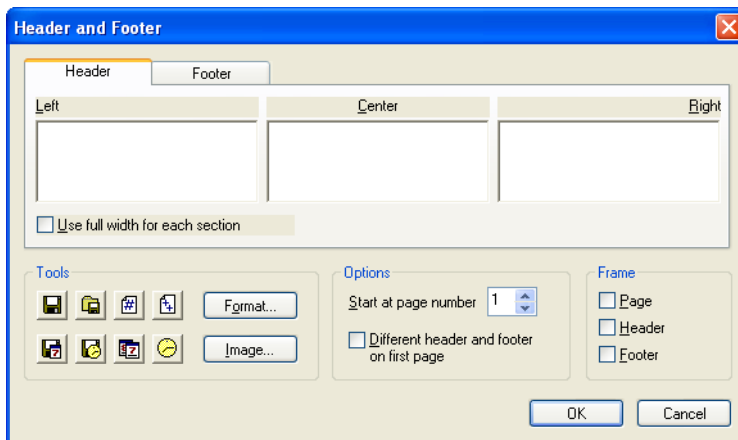 Header and Footer
Header Footer
Left Center Right
Use full width for each section
Tools Options Frame
Format... Start at page number 1 Page
Header
Image... Different header and footer
on first page Footer
OK Cancel